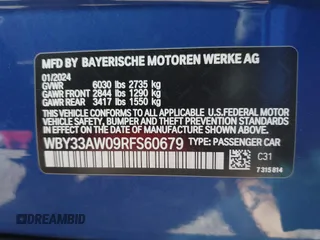 MFD BY BAYERISCHE MOTOREN WERKE AG
01/2024
GVWR 6030 lbs 2735 kg
GAWR FRONT 2844 lbs 1290 kg
GAWR REAR 3417 lbs 1550 kg
THIS VEHICLE CONFORMS TO ALL APPLICABLE
FEDERAL MOTOR VEHICLE SAFETY, BUMPER,
AND THEFT PREVENTION STANDARDS IN
EFFECT ON THE DATE OF MANUFACTURE
SHOWN ABOVE.
WBY33AW09RFS60679
TYPE: PASSENGER CAR
C31
7 315 814
DREAMBID